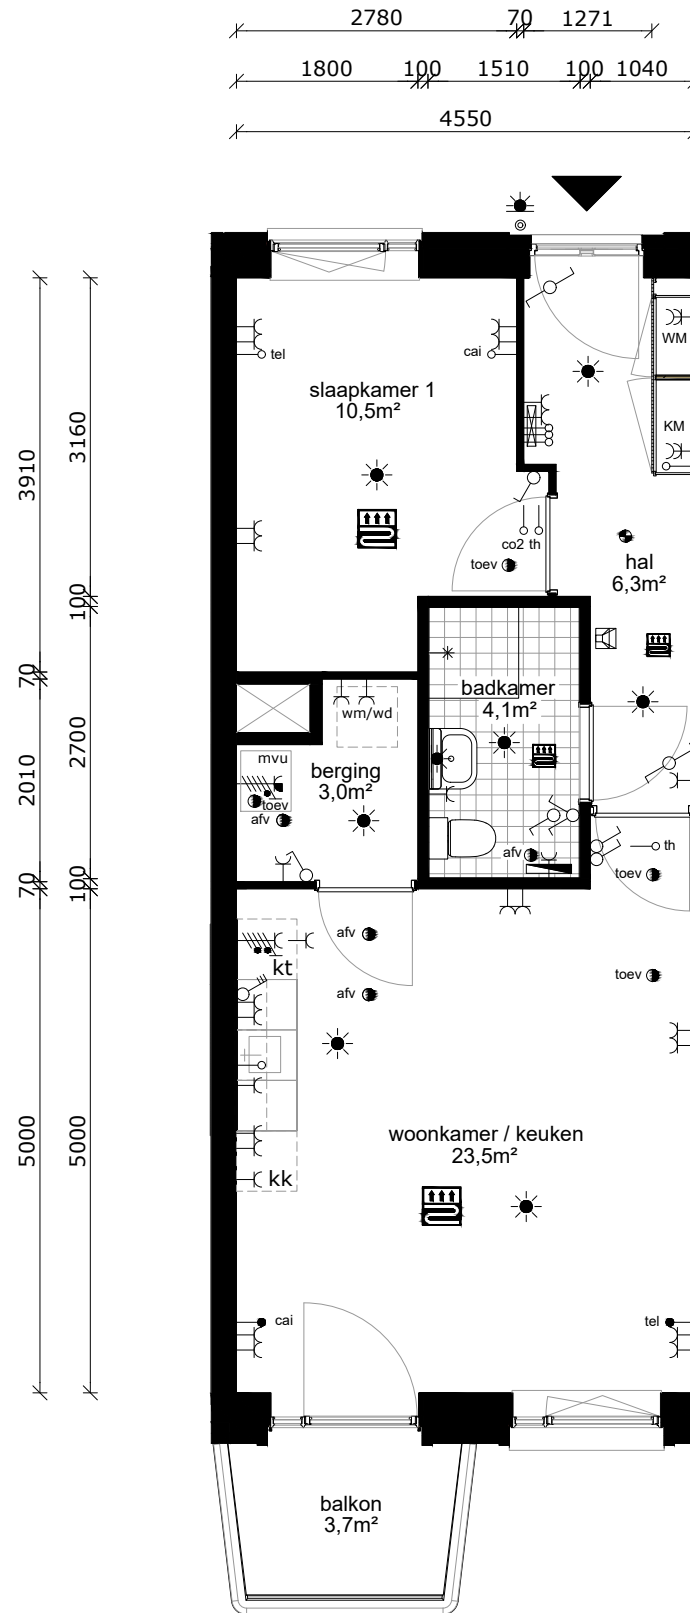 2780
70
1271
1800
100
1510
100
1040
4550
3910
3160
100
70
2700
2010
70
100
5000
5000
tel
cai
WM
slaapkamer 1
10,5m²
KM
co2 th
toev
hal
6,3m²
badkamer
4,1m²
wm/wd
mvu
berging
3,0m²
toev
afv
afv
th
toev
afv
kt
toev
afv
woonkamer / keuken
23,5m²
kk
cai
tel
balkon
3,7m²